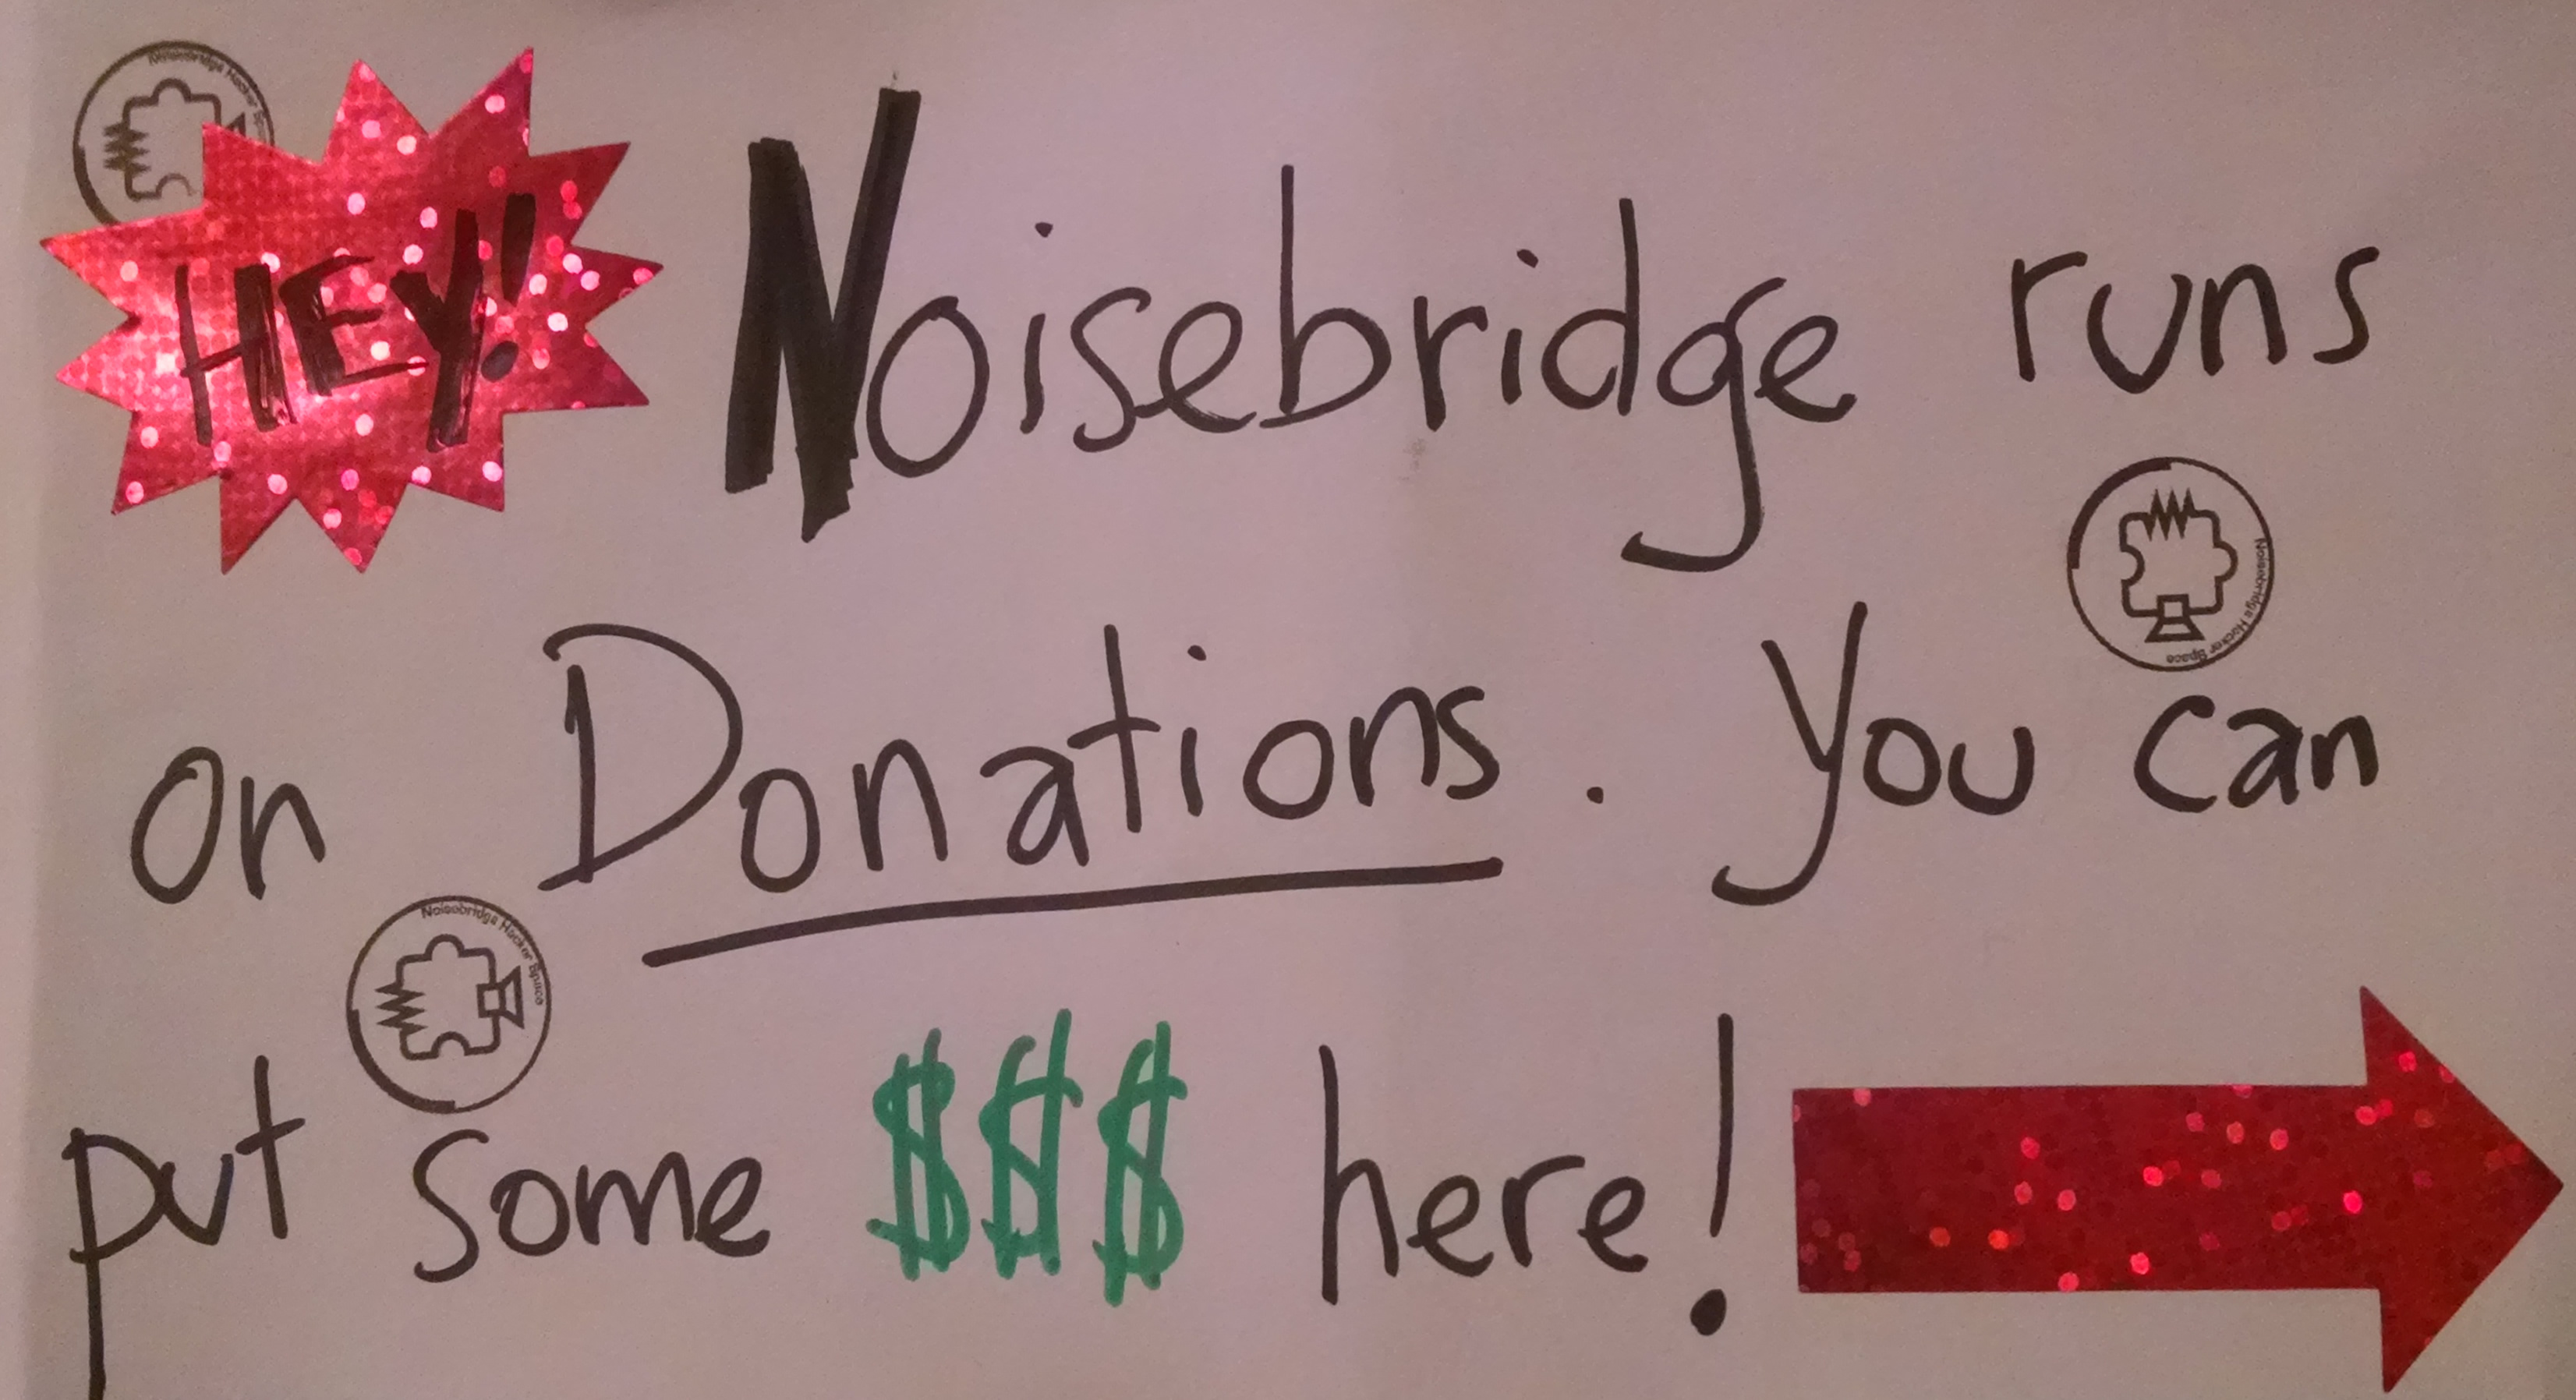 Noisebridge Hacker Space
HEY! Noisebridge runs
Noisebridge Hacker Space
on Donations. You can
Noisebridge Hacker Space
put some $$$ here!